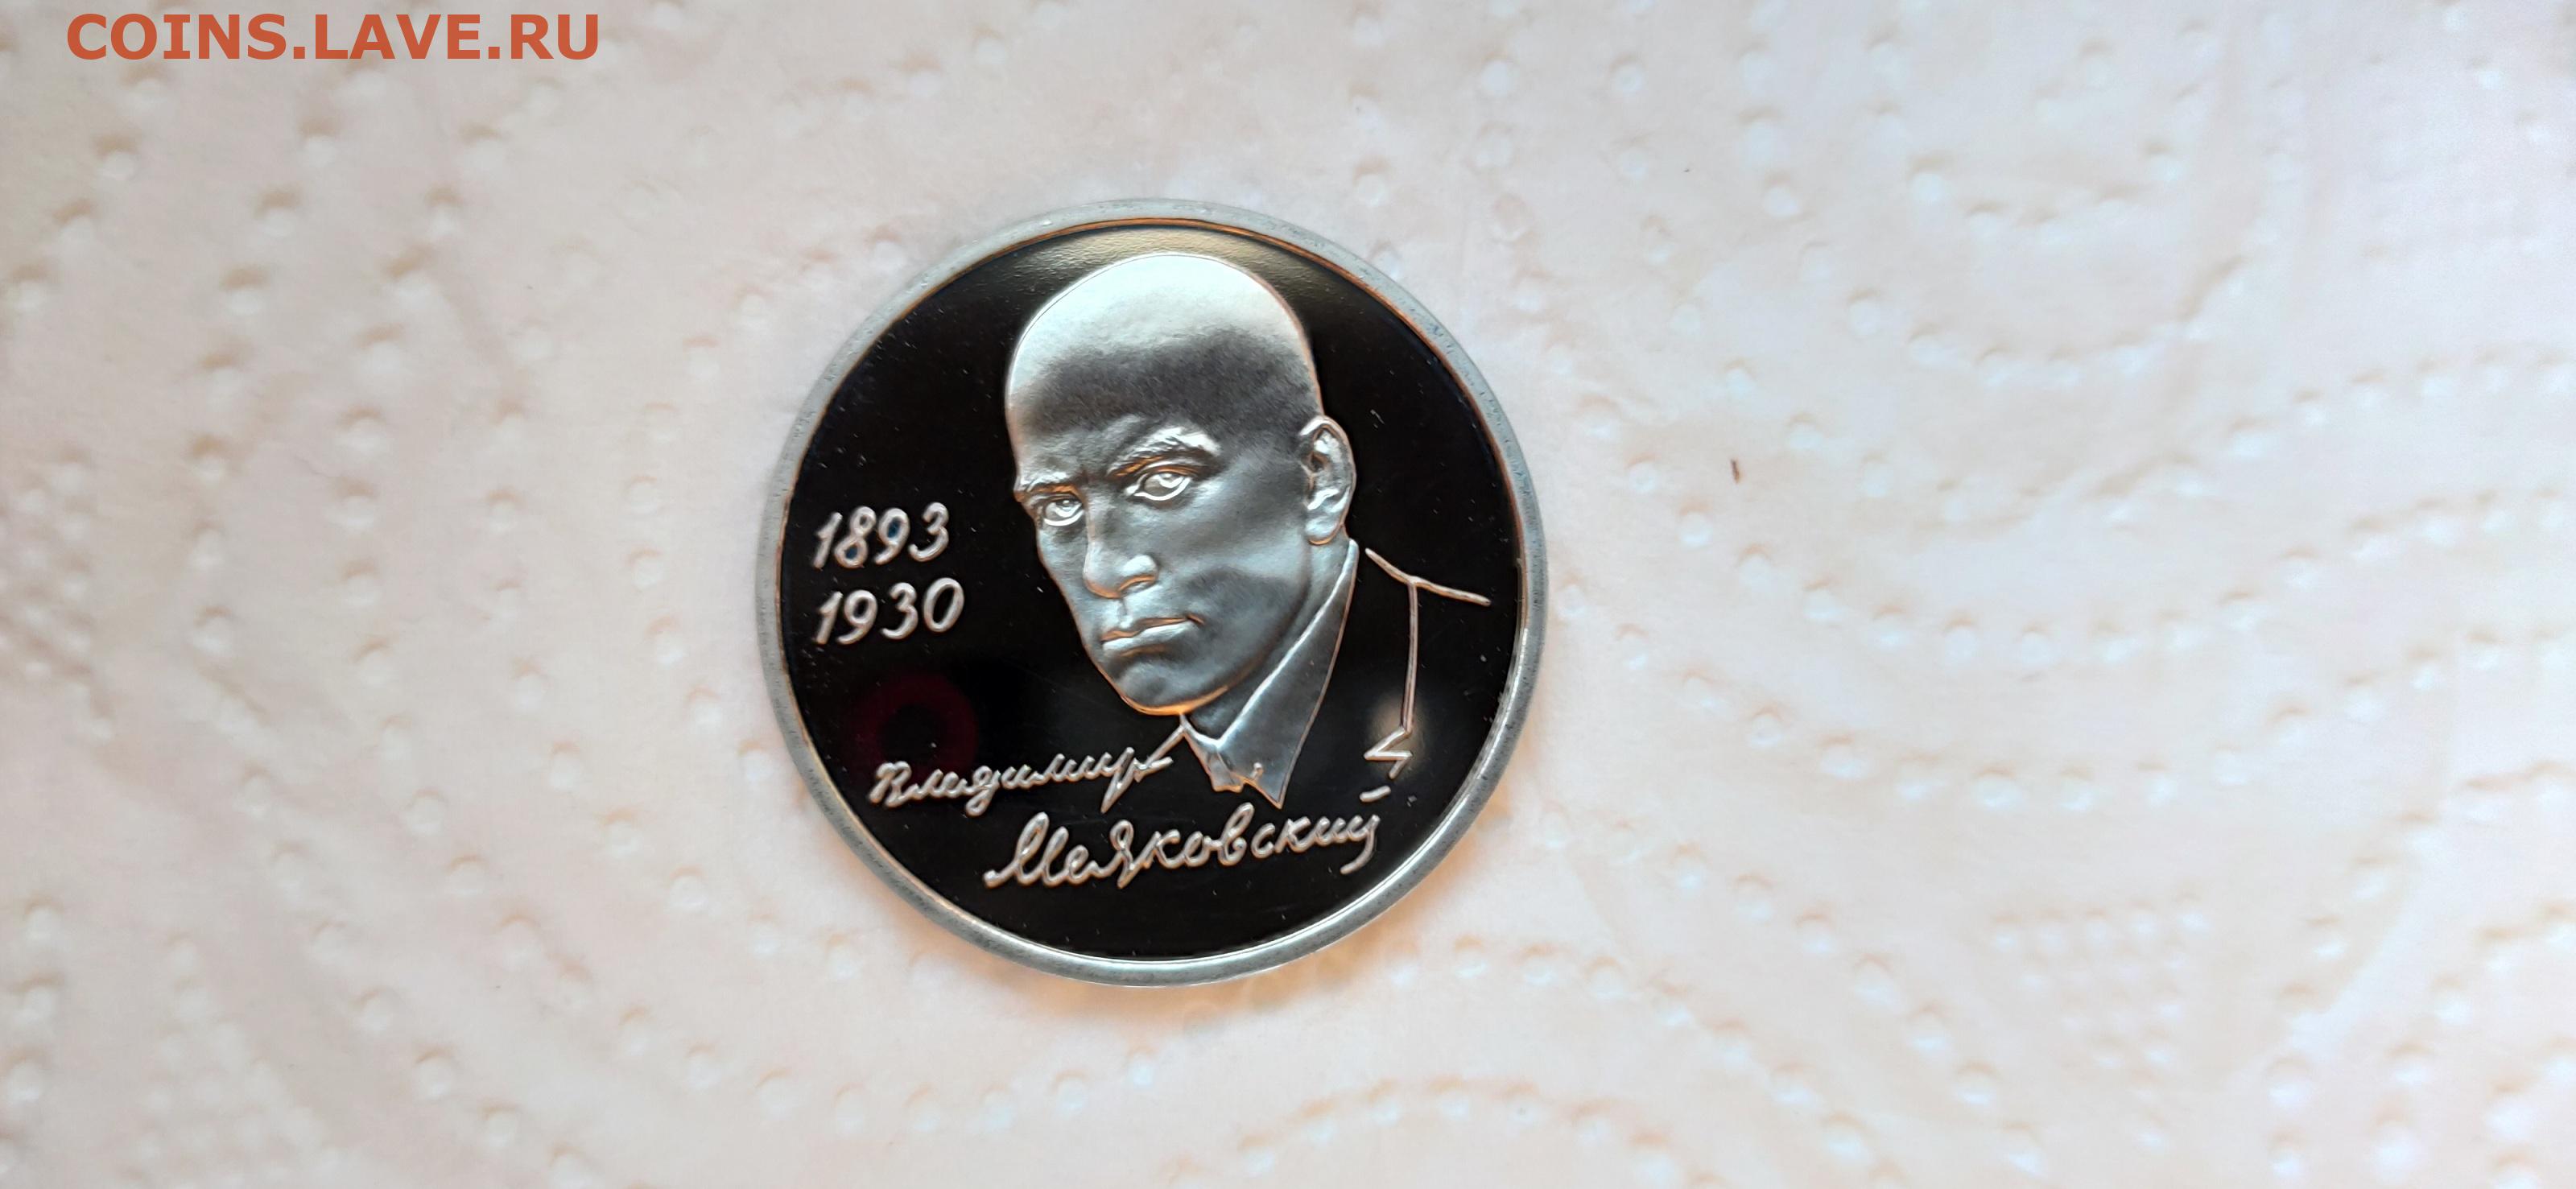 COINS.LAVE.RU
1893
1930
Владимир
Маяковский